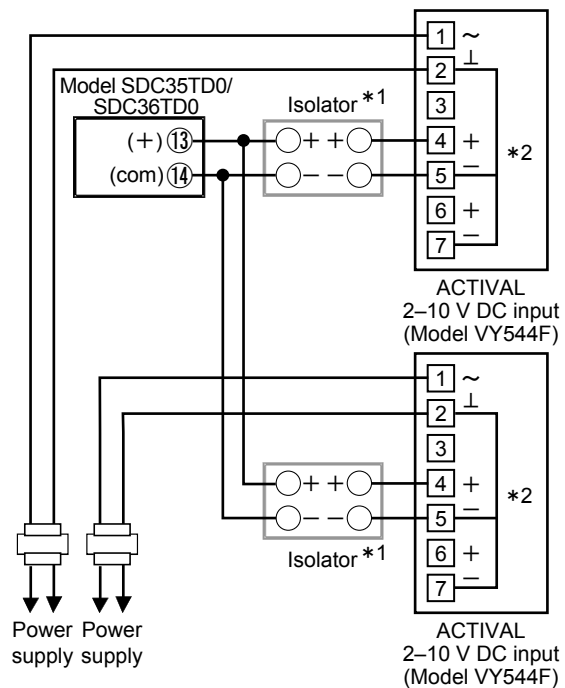 1 ~
2 ⊥
Model SDC35TD0/
SDC36TD0
Isolator *1
3
(+) ⑬
+ +
4 +
*2
(com) ⑭
− −
5 −
6 +
7 −
ACTIVAL
2–10 V DC input
(Model VY544F)
1 ~
2 ⊥
3
+ +
4 +
*2
− −
5 −
Isolator *1
6 +
7 −
Power
supply
Power
supply
ACTIVAL
2–10 V DC input
(Model VY544F)